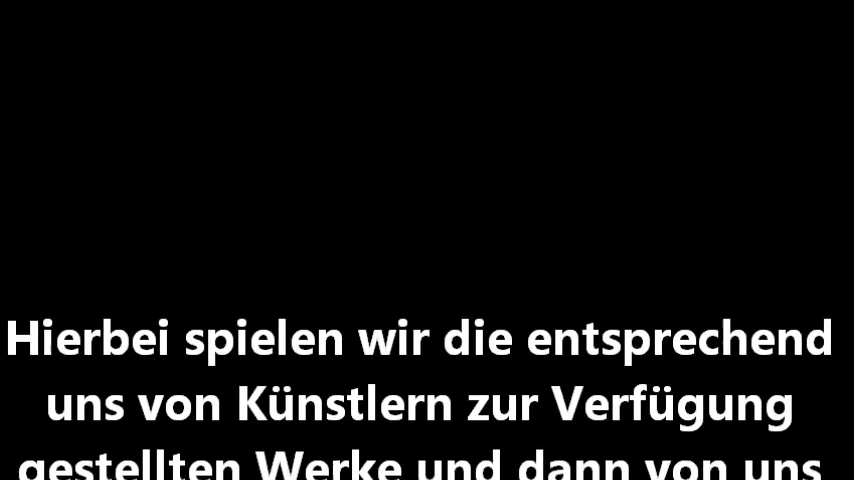 Hierbei spielen wir die entsprechend
uns von Künstlern zur Verfügung
gestellten Werke und dann von uns